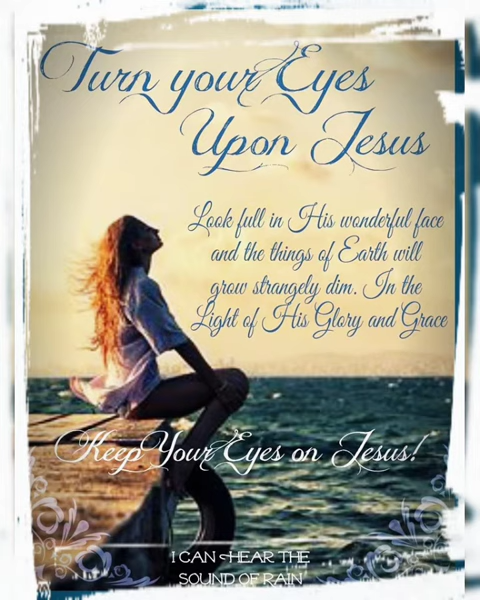 Turn your Eyes
Upon Jesus
Look full in His wonderful face
and the things of Earth will
grow strangely dim. In the
Light of His Glory and Grace
Keep Your Eyes on Jesus!
I CAN HEAR THE
SOUND OF RAIN